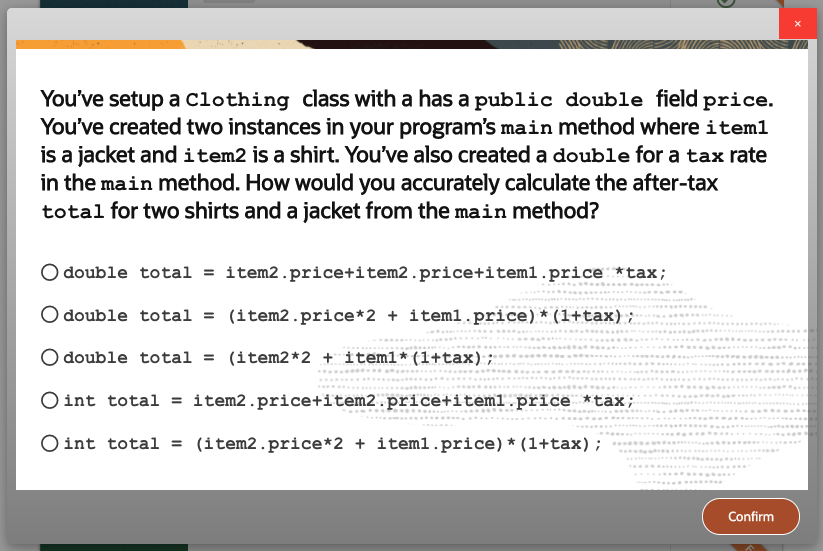 ×
You've setup a Clothing class with a has a public double field price.
You've created two instances in your program's main method where item1
is a jacket and item2 is a shirt. You've also created a double for a tax rate
in the main method. How would you accurately calculate the after-tax
total for two shirts and a jacket from the main method?
double total = item2.price+item2.price+item1.price *tax;
double total = (item2.price*2 + item1.price)*(1+tax);
double total = (item2*2 + item1*(1+tax);
int total = item2.price+item2.price+item1.price *tax;
int total = (item2.price*2 + item1.price)*(1+tax);
Confirm